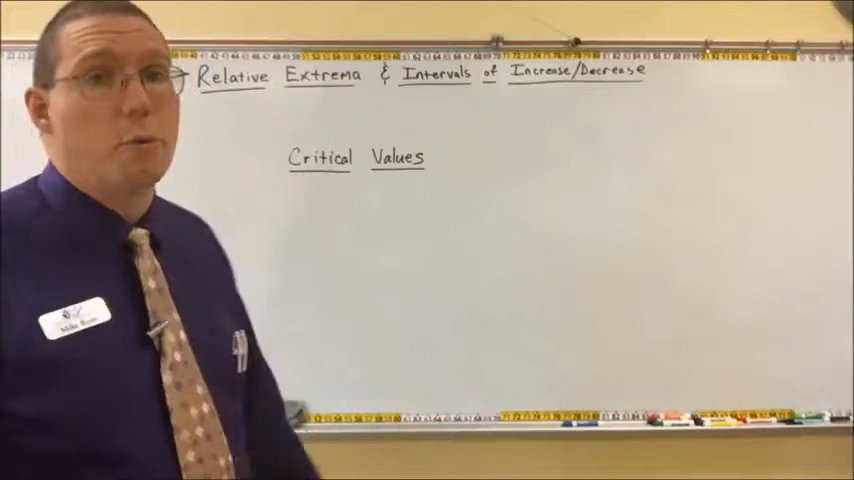 Relative Extrema & Intervals of Increase/Decrease
Critical Values